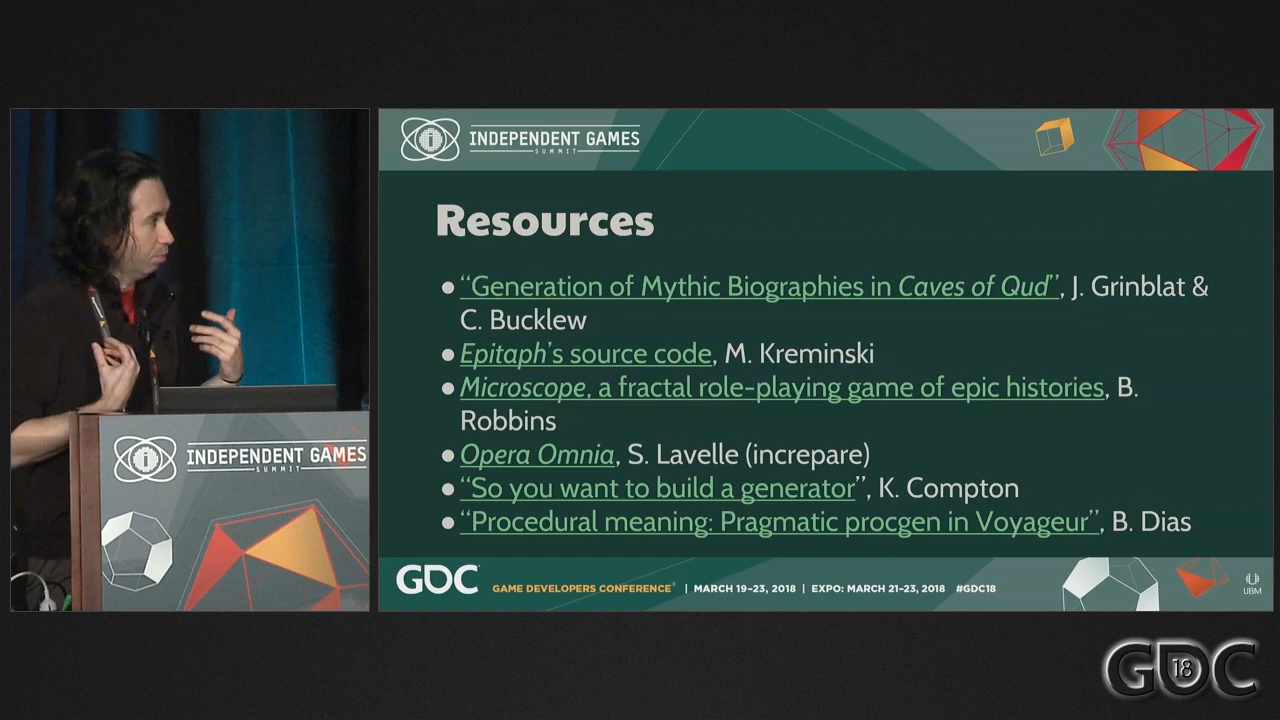 INDEPENDENT GAMES
SUMMIT
Resources
● “Generation of Mythic Biographies in Caves of Qud”, J. Grinblat &
C. Bucklew
● Epitaph’s source code, M. Kreminski
● Microscope, a fractal role-playing game of epic histories, B.
Robbins
● Opera Omnia, S. Lavelle (increpare)
● “So you want to build a generator”, K. Compton
● “Procedural meaning: Pragmatic procgen in Voyageur”, B. Dias
INDEPENDENT GAMES
SUMMIT
GDC GAME DEVELOPERS CONFERENCE® | MARCH 19–23, 2018 | EXPO: MARCH 21–23, 2018 #GDC18
UBM
GDC 18